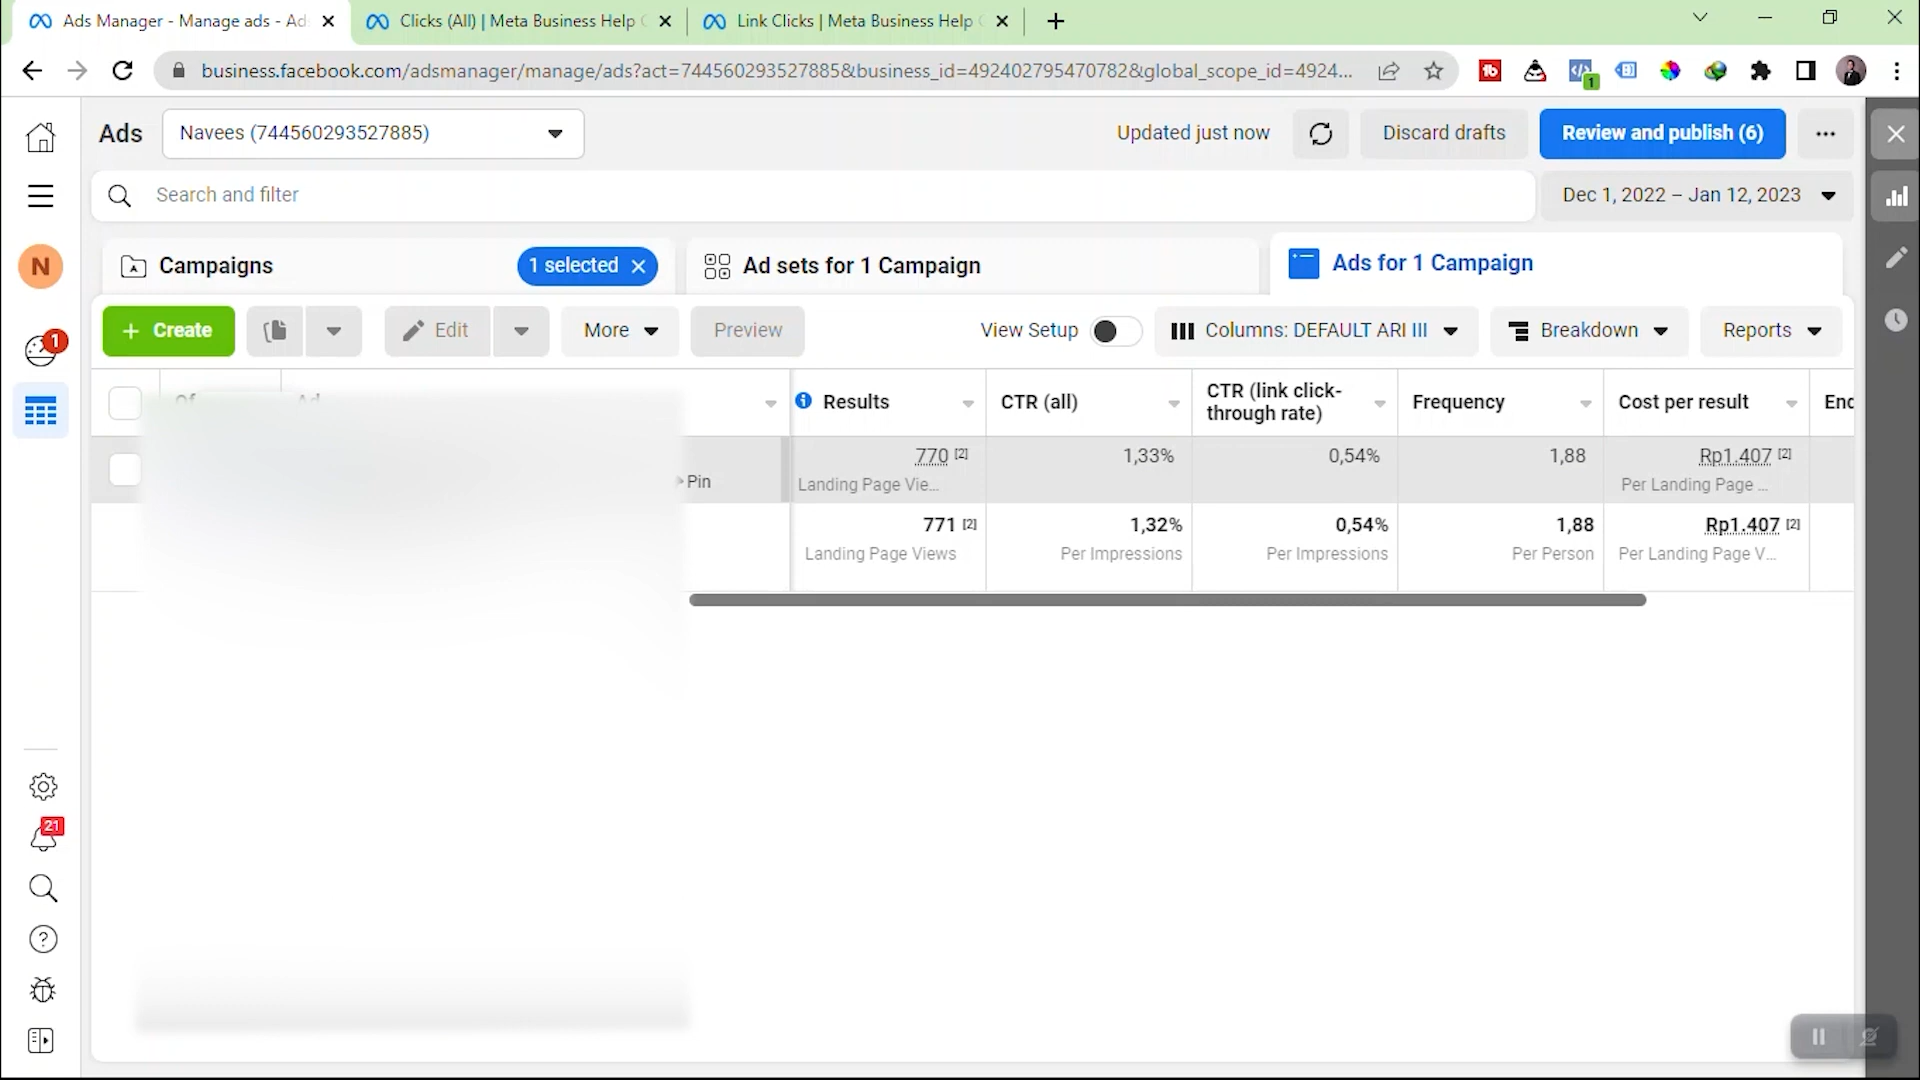 Ads Manager - Manage ads - Ad
Clicks (All) | Meta Business Help C
Link Clicks | Meta Business Help C
business.facebook.com/adsmanager/manage/ads?act=744560293527885&business_id=492402795470782&global_scope_id=4924...
1
Ads
Navees (744560293527885)
Updated just now
Discard drafts
Review and publish (6)
Search and filter
Dec 1, 2022 – Jan 12, 2023
N
Campaigns
1 selected
Ad sets for 1 Campaign
Ads for 1 Campaign
1
+ Create
Edit
More
Preview
View Setup
Columns: DEFAULT ARI III
Breakdown
Reports
Results
CTR (all)
CTR (link click-
through rate)
Frequency
Cost per result
End
770 [2]
1,33%
0,54%
1,88
Rp1.407 [2]
Pin
Landing Page Vie...
Per Landing Page ...
771 [2]
1,32%
0,54%
1,88
Rp1.407 [2]
Landing Page Views
Per Impressions
Per Impressions
Per Person
Per Landing Page V...
21